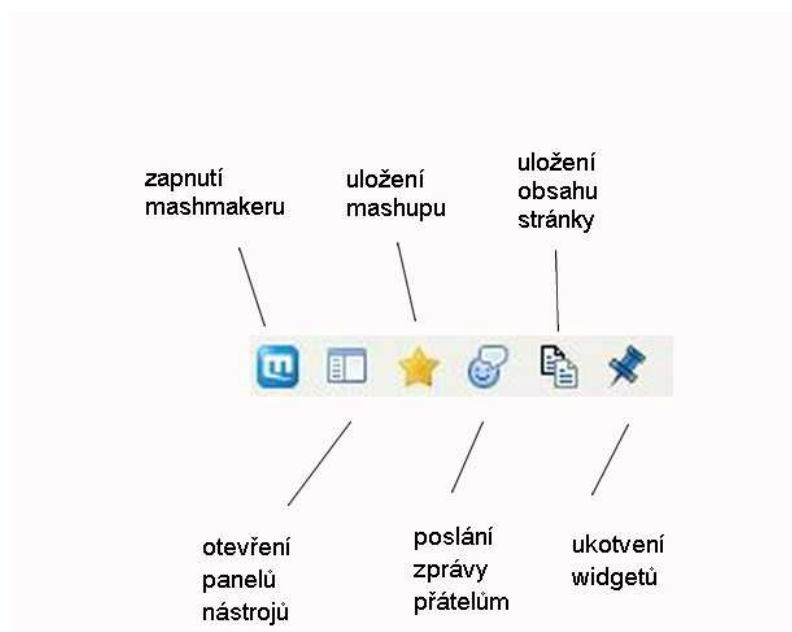 zapnutí
mashmakeru
uložení
mashupu
uložení
obsahu
stránky
otevření
panelů
nástrojů
poslání
zprávy
přátelům
ukotvení
widgetů